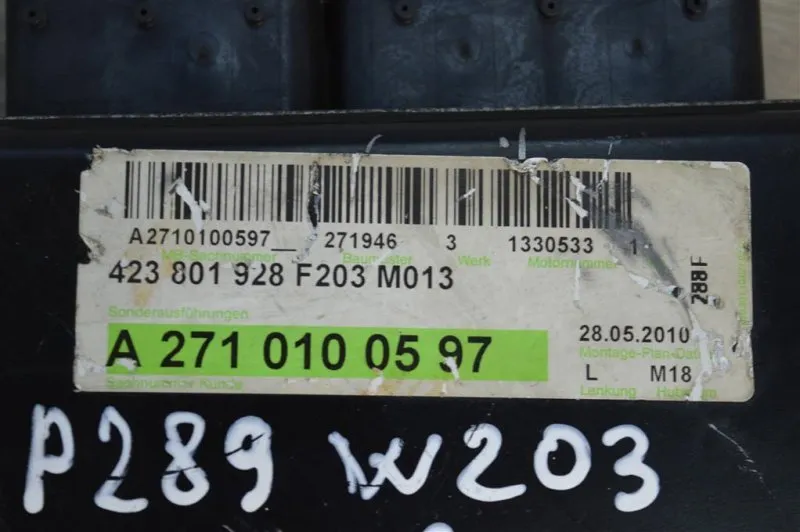 A2710100597__ 271946 3 1330533 1
MB-Sachnummer Baumuster Werk Motornummer
423 801 928 F203 M013
288F
Sonderausführungen
A 271 010 05 97
28.05.2010
Montage-Plan-Datum
Sachnummer Kunde
L M18
Lenkung Hubraum
P289 W203